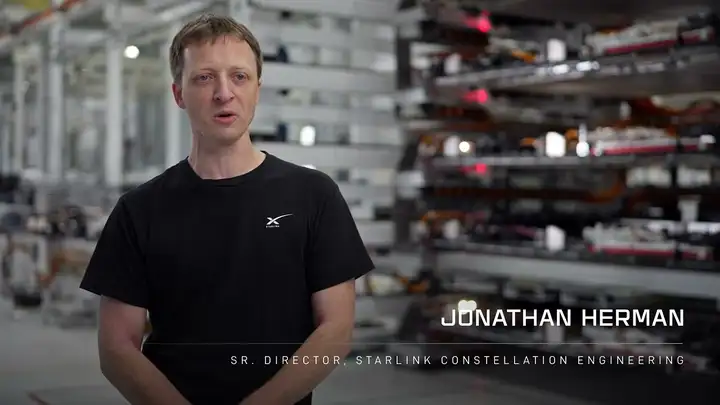 JONATHAN HERMAN
SR. DIRECTOR, STARLINK CONSTELLATION ENGINEERING